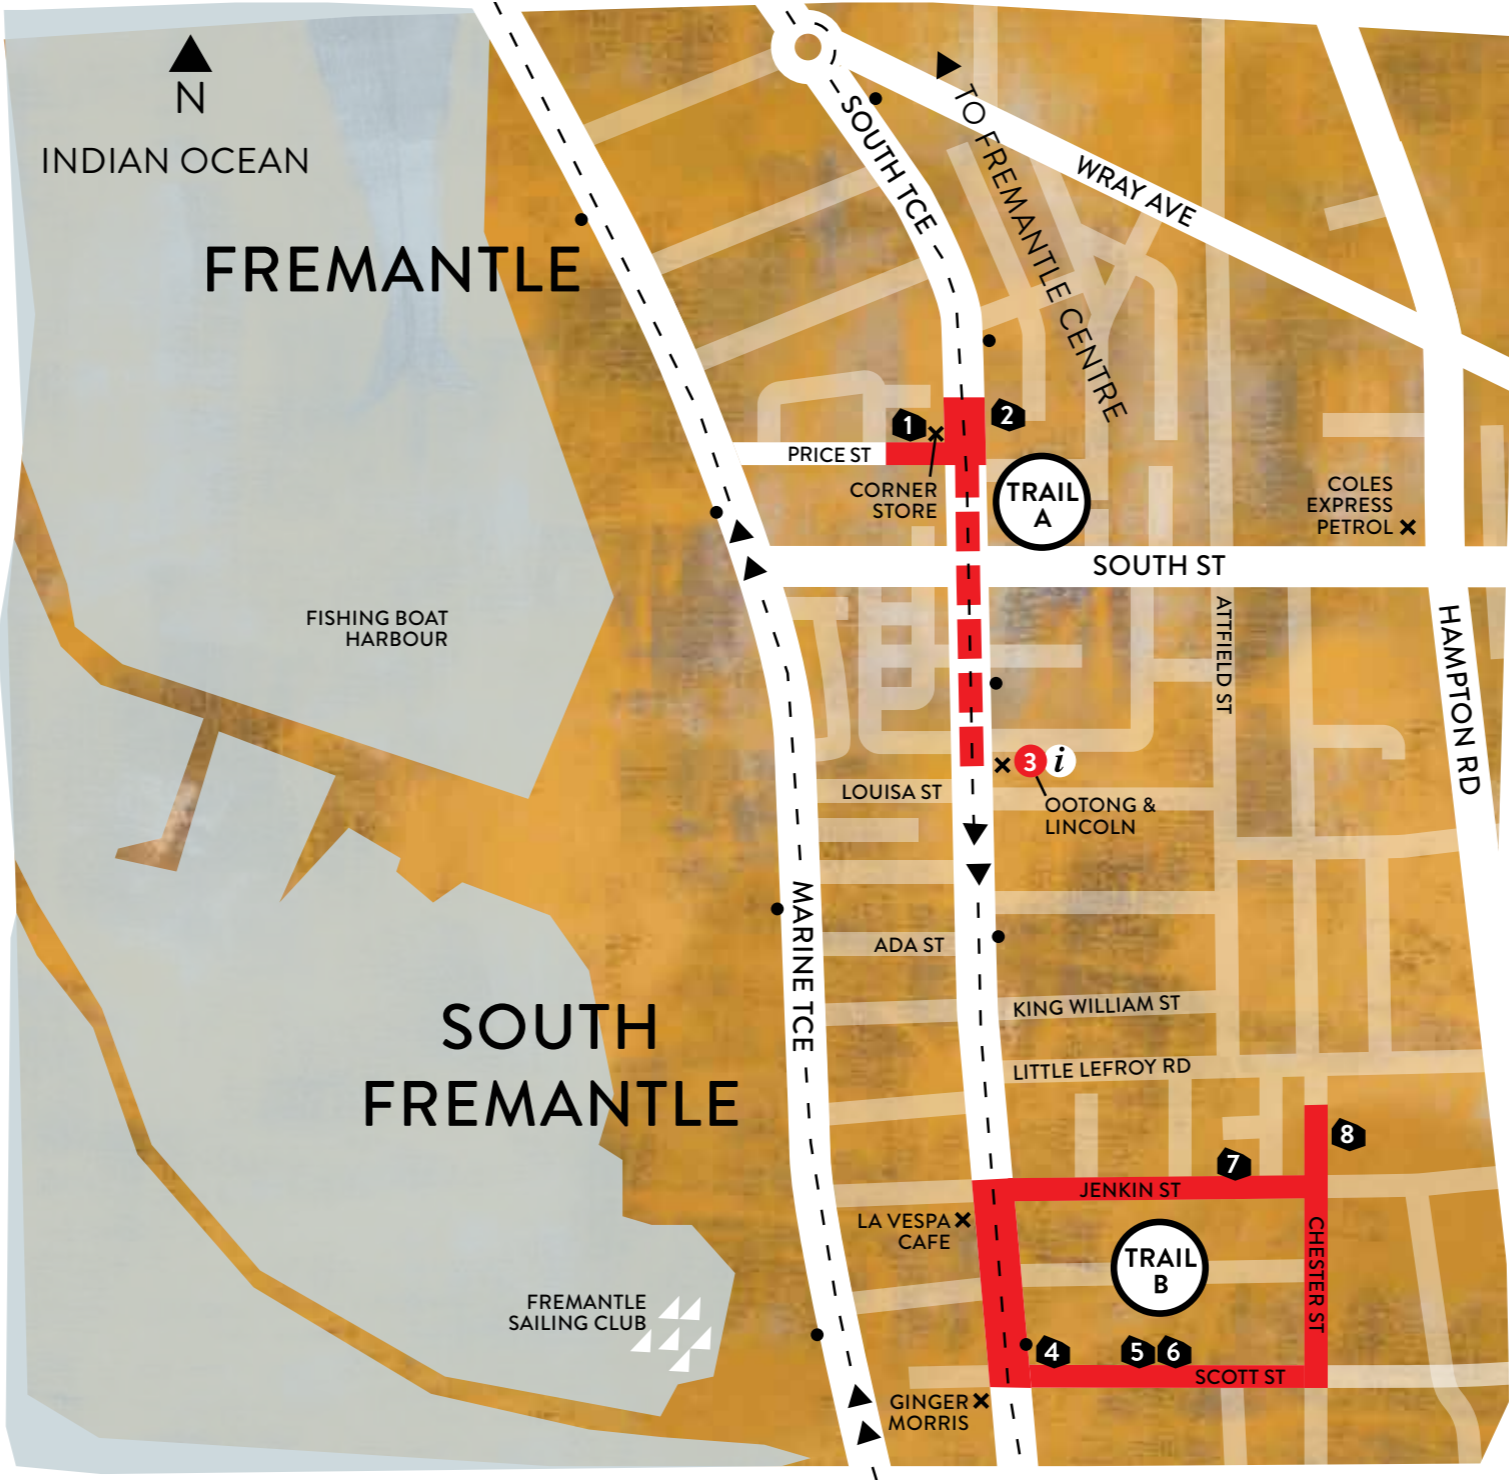 N
INDIAN OCEAN
SOUTH TCE
TO FREMANTLE CENTRE
WRAY AVE
FREMANTLE
1
2
PRICE ST
CORNER
STORE
TRAIL
A
COLES
EXPRESS
PETROL
SOUTH ST
FISHING BOAT
HARBOUR
ATTFIELD ST
HAMPTON RD
3 i
LOUISA ST
OOTONG &
LINCOLN
MARINE TCE
ADA ST
SOUTH
FREMANTLE
KING WILLIAM ST
LITTLE LEFROY RD
8
7
JENKIN ST
LA VESPA
CAFE
TRAIL
B
CHESTER ST
FREMANTLE
SAILING CLUB
4
5
6
SCOTT ST
GINGER
MORRIS